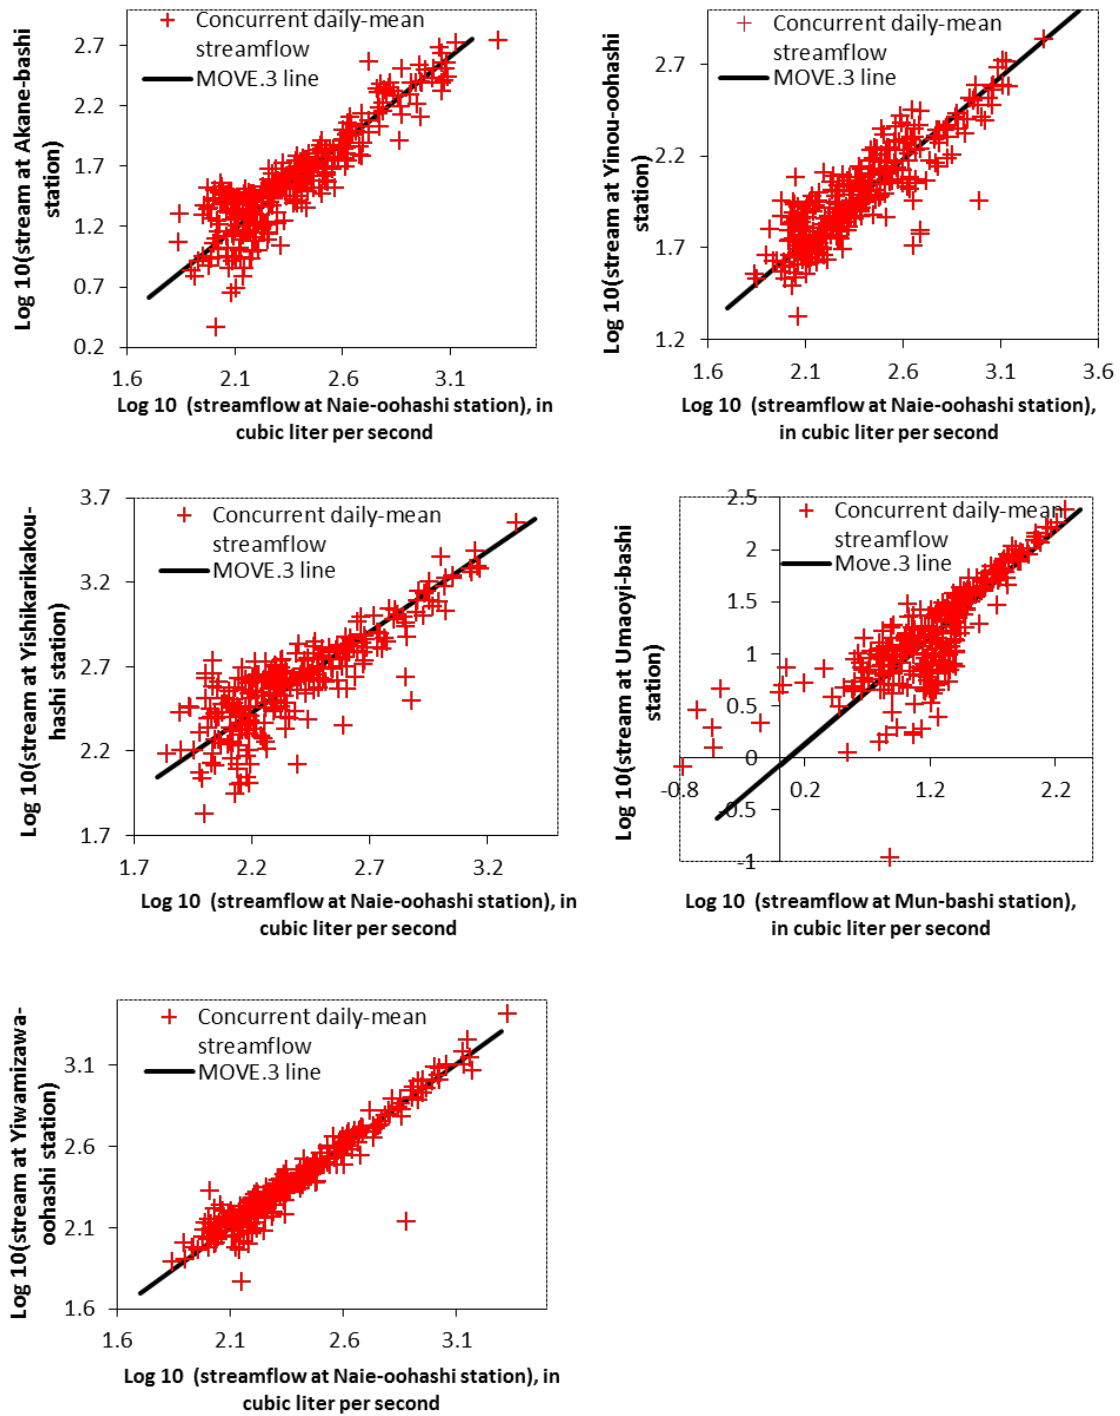 Log 10(stream at Akane-bashi
station)
2.7
2.2
1.7
1.2
0.7
0.2
Concurrent daily-mean
streamflow
MOVE.3 line
1.6 2.1 2.6 3.1
Log 10 (streamflow at Naie-oohashi station), in
cubic liter per second
Log 10(stream at Yinou-oohashi
station)
2.7
2.2
1.7
1.2
Concurrent daily-mean
streamflow
MOVE.3 line
1.6 2.1 2.6 3.1 3.6
Log 10 (streamflow at Naie-oohashi station),
in cubic liter per second
Log 10(stream at Yishikarikakou-
hashi station)
3.7
3.2
2.7
2.2
1.7
Concurrent daily-mean
streamflow
MOVE.3 line
1.7 2.2 2.7 3.2
Log 10 (streamflow at Naie-oohashi station), in
cubic liter per second
Log 10(stream at Umaoyi-bashi
station)
2.5
2
1.5
1
0.5
0
-0.5
-1
Concurrent daily-mean
streamflow
Move.3 line
-0.8 0.2 1.2 2.2
Log 10 (streamflow at Mun-bashi station),
in cubic liter per second
Log 10(stream at Yiwamizawa-
oohashi station)
3.1
2.6
2.1
1.6
Concurrent daily-mean
streamflow
MOVE.3 line
1.6 2.1 2.6 3.1
Log 10 (streamflow at Naie-oohashi station), in
cubic liter per second